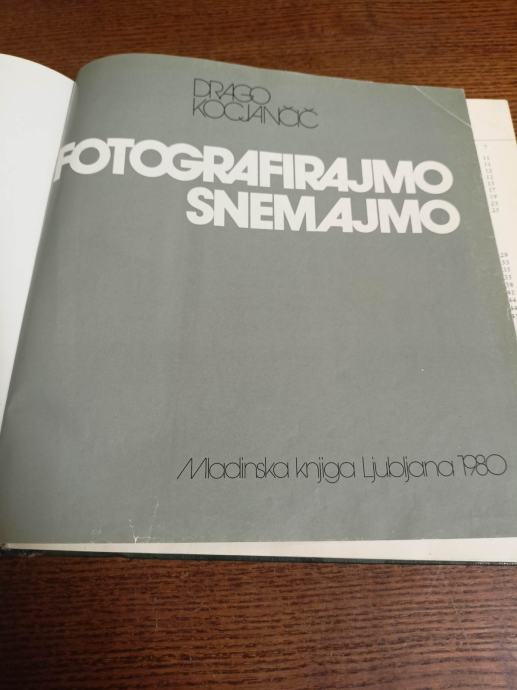 DRAGO
KOCJANČIČ
FOTOGRAFIRAJMO
SNEMAJMO
Mladinska knjiga Ljubljana 1980